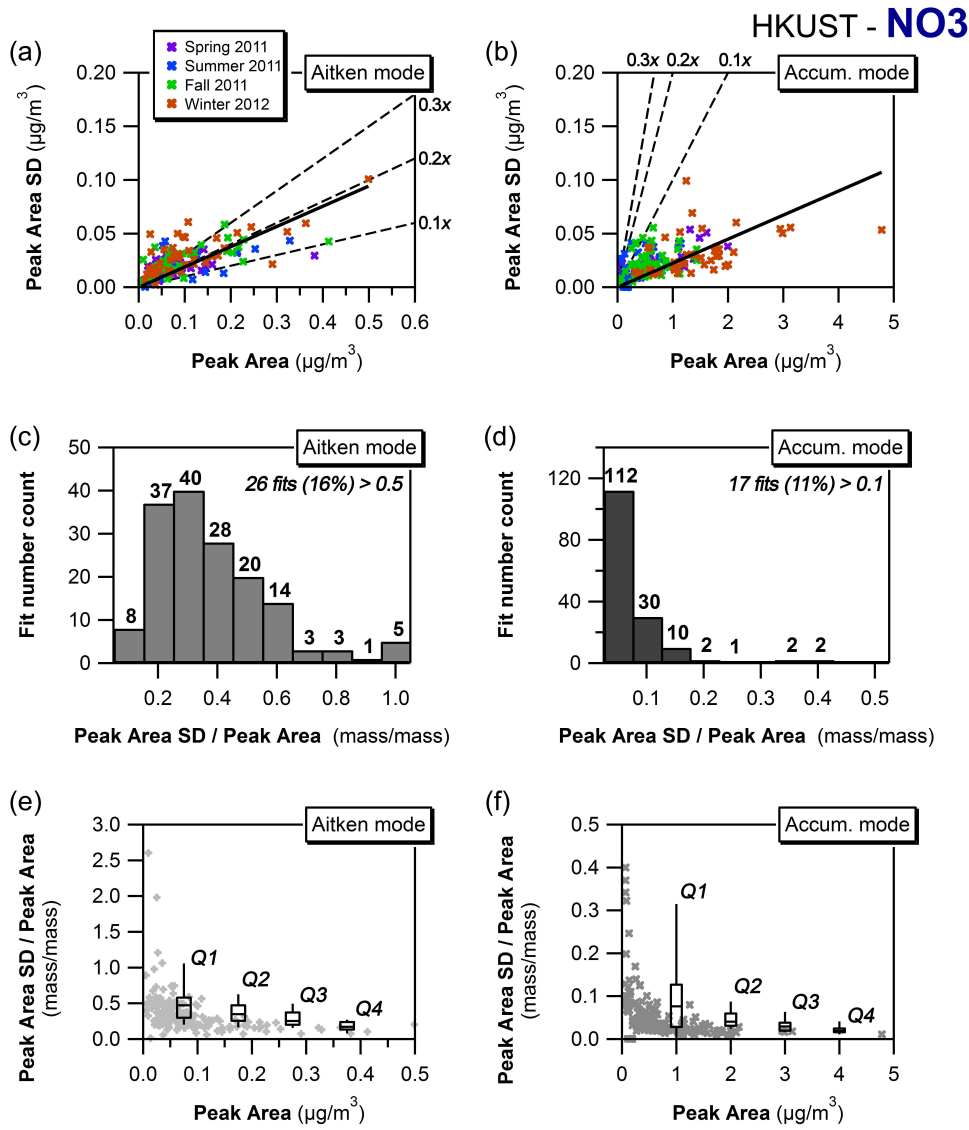 HKUST - NO3
(a)
Spring 2011
Summer 2011
Fall 2011
Winter 2012
Aitken mode
0.20
0.15
0.10
0.05
0.00
0.3x
0.2x
0.1x
0.0 0.1 0.2 0.3 0.4 0.5 0.6
Peak Area SD (µg/m³)
Peak Area (µg/m³)
(b)
0.3x 0.2x 0.1x
Accum. mode
0.20
0.15
0.10
0.05
0.00
0 1 2 3 4 5
Peak Area SD (µg/m³)
Peak Area (µg/m³)
(c)
Aitken mode
26 fits (16%) > 0.5
50
40
30
20
10
0
8 37 40 28 20 14 3 3 1 5
0.2 0.4 0.6 0.8 1.0
Fit number count
Peak Area SD / Peak Area (mass/mass)
(d)
Accum. mode
17 fits (11%) > 0.1
120
80
40
0
112 30 10 2 1 2 2
0.1 0.2 0.3 0.4 0.5
Fit number count
Peak Area SD / Peak Area (mass/mass)
(e)
Aitken mode
3.0
2.5
2.0
1.5
1.0
0.5
0.0
Q1 Q2 Q3 Q4
0.0 0.1 0.2 0.3 0.4 0.5
Peak Area SD / Peak Area
(mass/mass)
Peak Area (µg/m³)
(f)
Accum. mode
0.5
0.4
0.3
0.2
0.1
0.0
Q1 Q2 Q3 Q4
0 1 2 3 4 5
Peak Area SD / Peak Area
(mass/mass)
Peak Area (µg/m³)